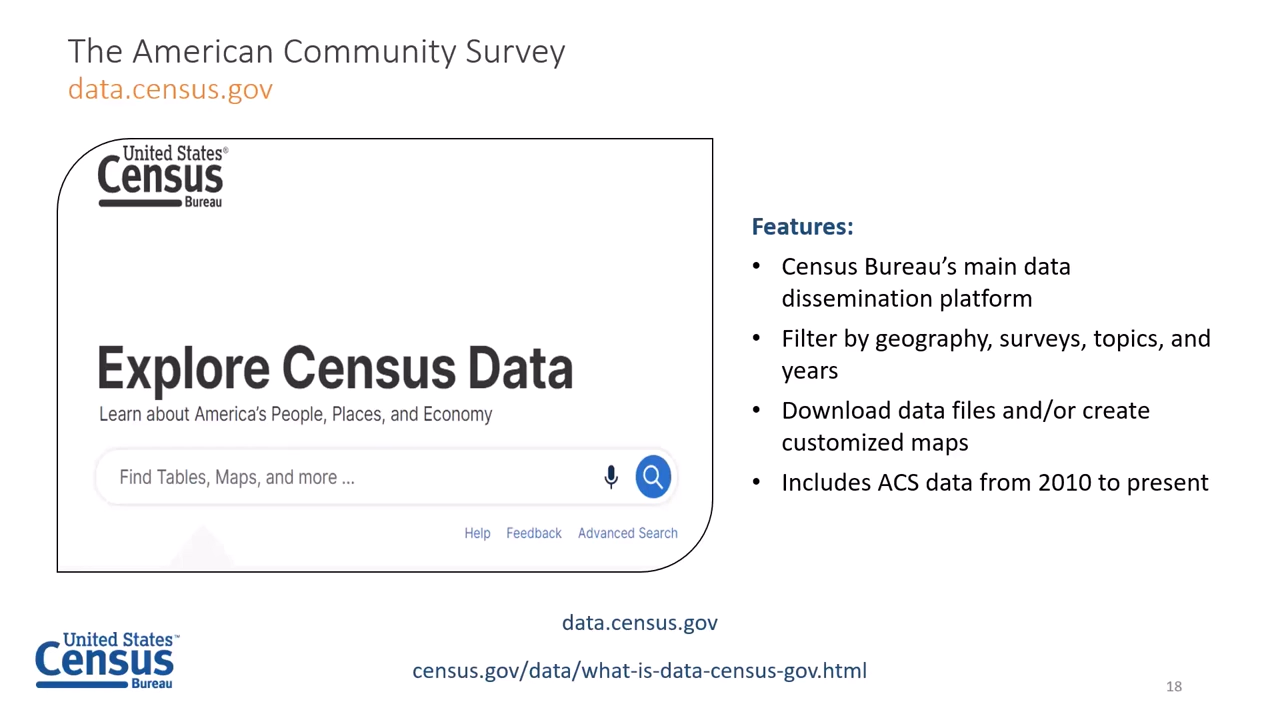 The American Community Survey
data.census.gov
United States®
Census
Bureau
Explore Census Data
Learn about America's People, Places, and Economy
Find Tables, Maps, and more ...
Help Feedback Advanced Search
Features:
• Census Bureau’s main data
dissemination platform
• Filter by geography, surveys, topics, and
years
• Download data files and/or create
customized maps
• Includes ACS data from 2010 to present
data.census.gov
census.gov/data/what-is-data-census-gov.html
United States™
Census
Bureau
18